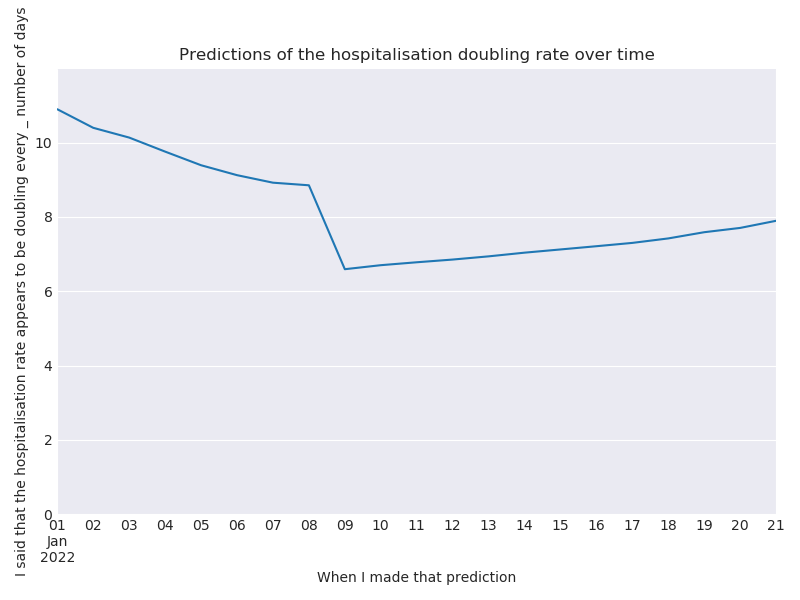 Predictions of the hospitalisation doubling rate over time
I said that the hospitalisation rate appears to be doubling every _ number of days
10
8
6
4
2
0
01 02 03 04 05 06 07 08 09 10 11 12 13 14 15 16 17 18 19 20 21
Jan
2022
When I made that prediction